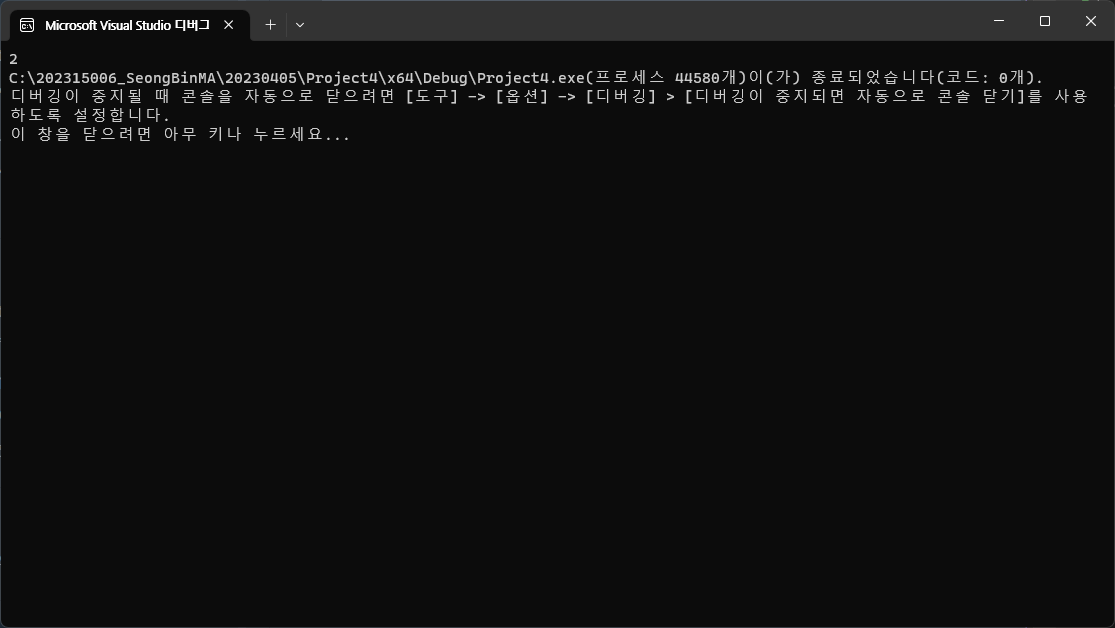 Microsoft Visual Studio 디버그
2
C:\202315006_SeongBinMA\20230405\Project4\x64\Debug\Project4.exe(프로세스 44580개)이(가) 종료되었습니다(코드: 0개).
디버깅이 중지될 때 콘솔을 자동으로 닫으려면 [도구] -> [옵션] -> [디버깅] > [디버깅이 중지되면 자동으로 콘솔 닫기]를 사용
하도록 설정합니다.
이 창을 닫으려면 아무 키나 누르세요...